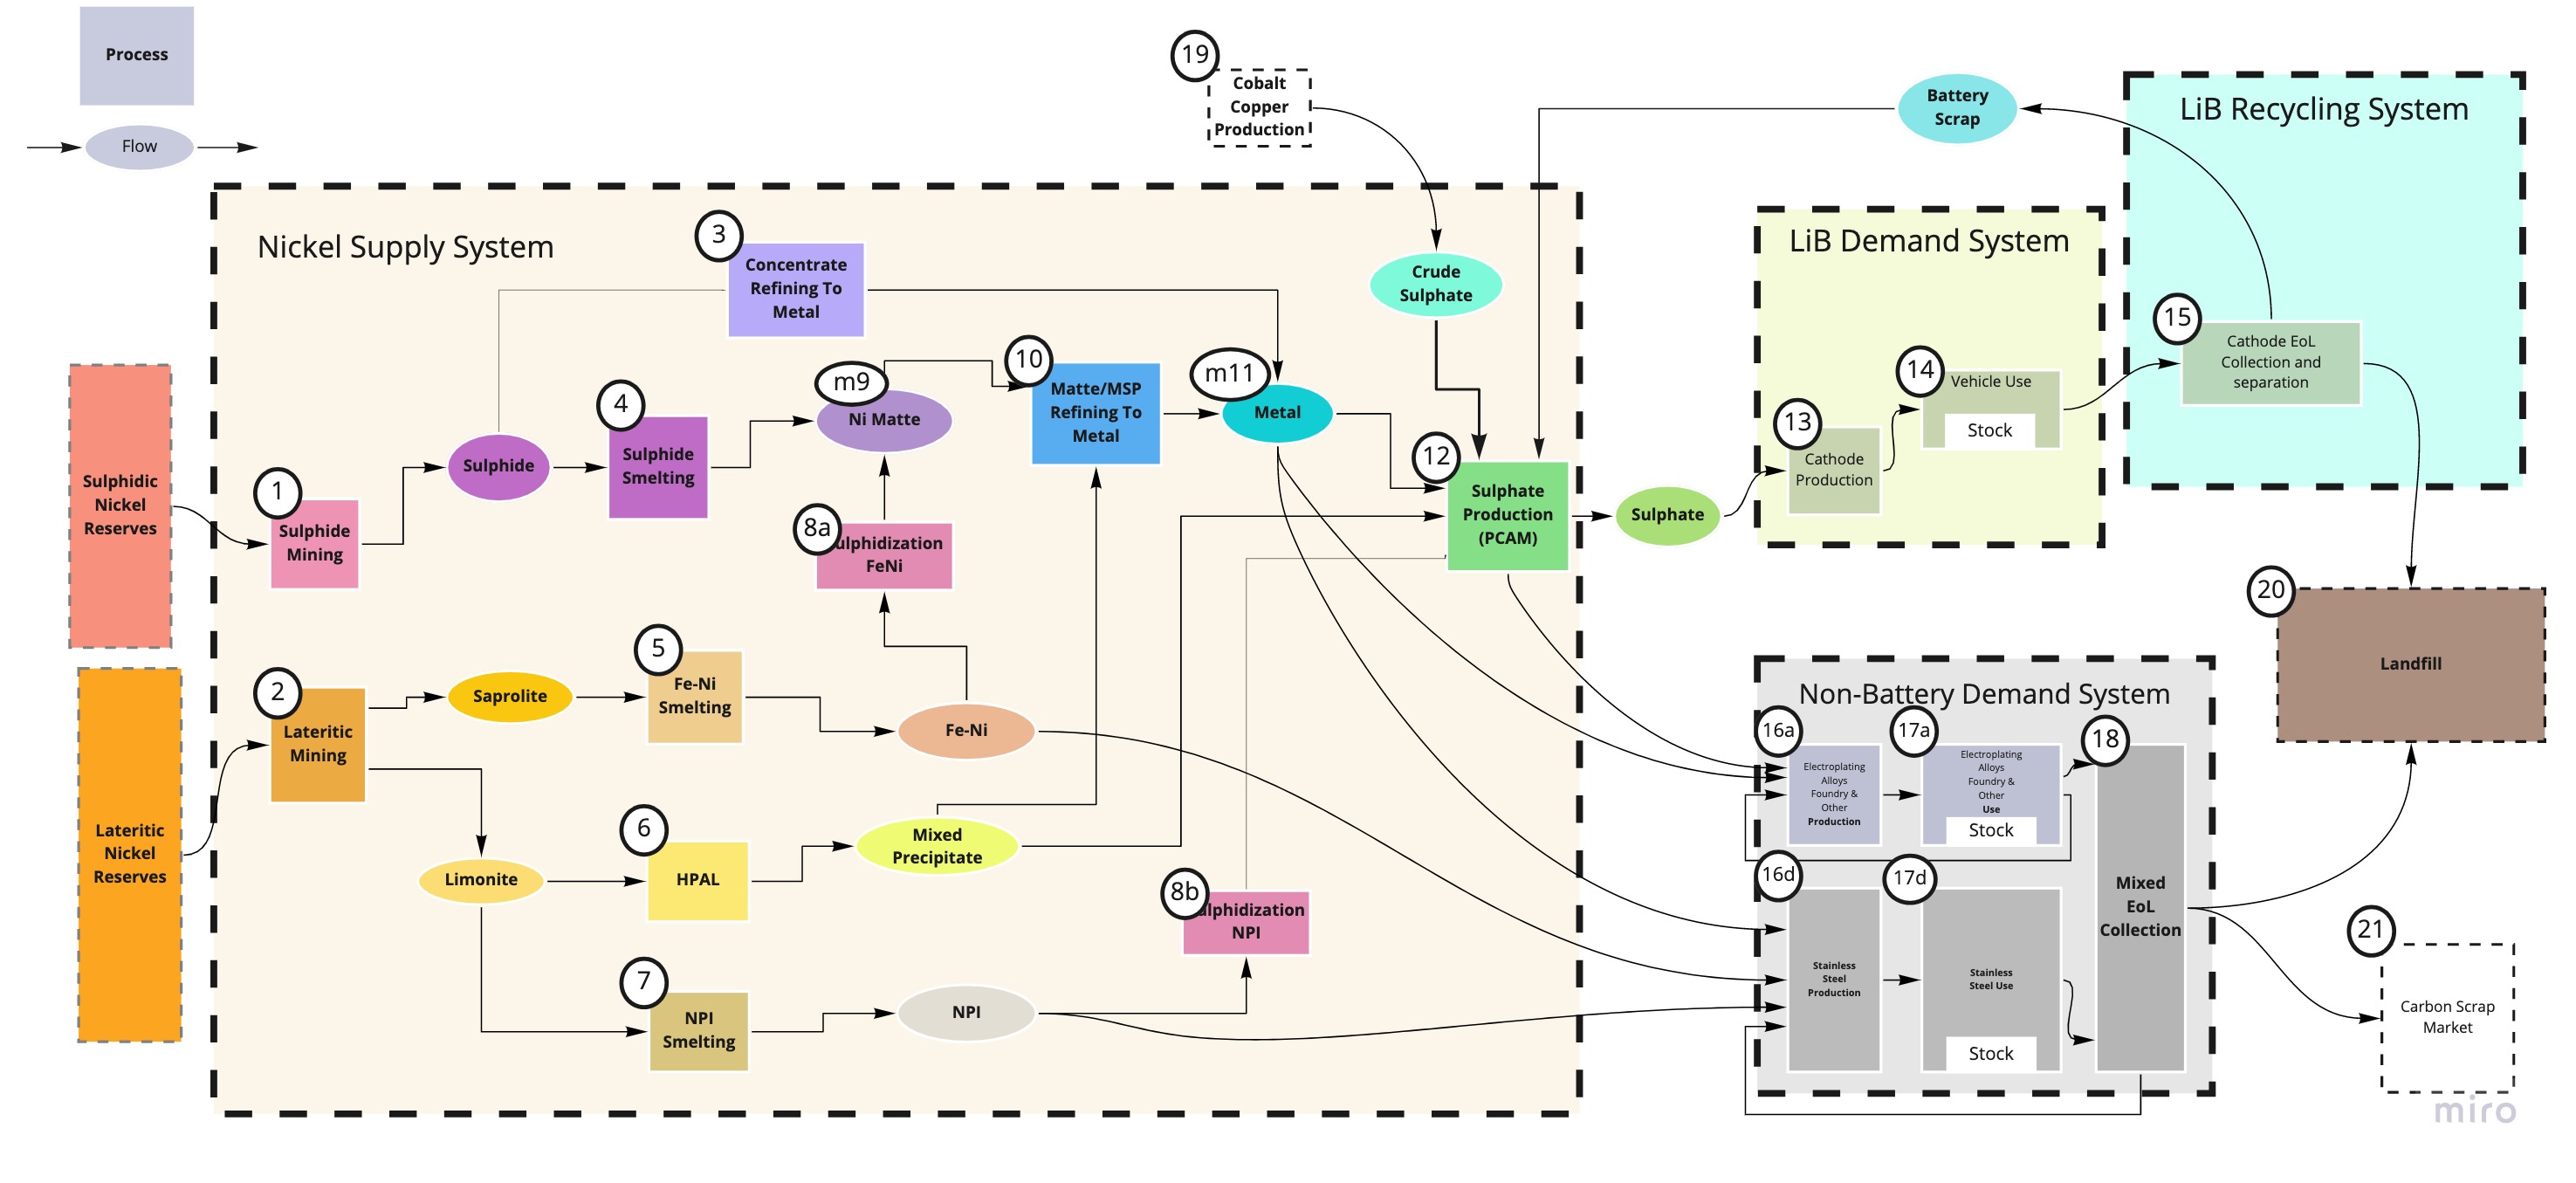 Process
Flow
19
Cobalt
Copper
Production
Battery
Scrap
LiB Recycling System
Nickel Supply System
3
Concentrate
Refining To
Metal
Crude
Sulphate
LiB Demand System
15
Cathode EoL
Collection and
separation
14
Vehicle Use
Stock
13
Cathode
Production
Sulphidic
Nickel
Reserves
1
Sulphide
Mining
Sulphide
4
Sulphide
Smelting
m9
Ni Matte
10
Matte/MSP
Refining To
Metal
m11
Metal
12
Sulphate
Production
(PCAM)
Sulphate
8a
ulphidization
FeNi
20
Landfill
Lateritic
Nickel
Reserves
2
Lateritic
Mining
Saprolite
5
Fe-Ni
Smelting
Fe-Ni
Limonite
6
HPAL
Mixed
Precipitate
7
NPI
Smelting
NPI
8b
ulphidization
NPI
Non-Battery Demand System
16a
Electroplating
Alloys
Foundry &
Other
Production
17a
Electroplating
Alloys
Foundry &
Other
Use
Stock
18
Mixed
EoL
Collection
16d
Stainless
Steel
Production
17d
Stainless
Steel Use
Stock
21
Carbon Scrap
Market
miro